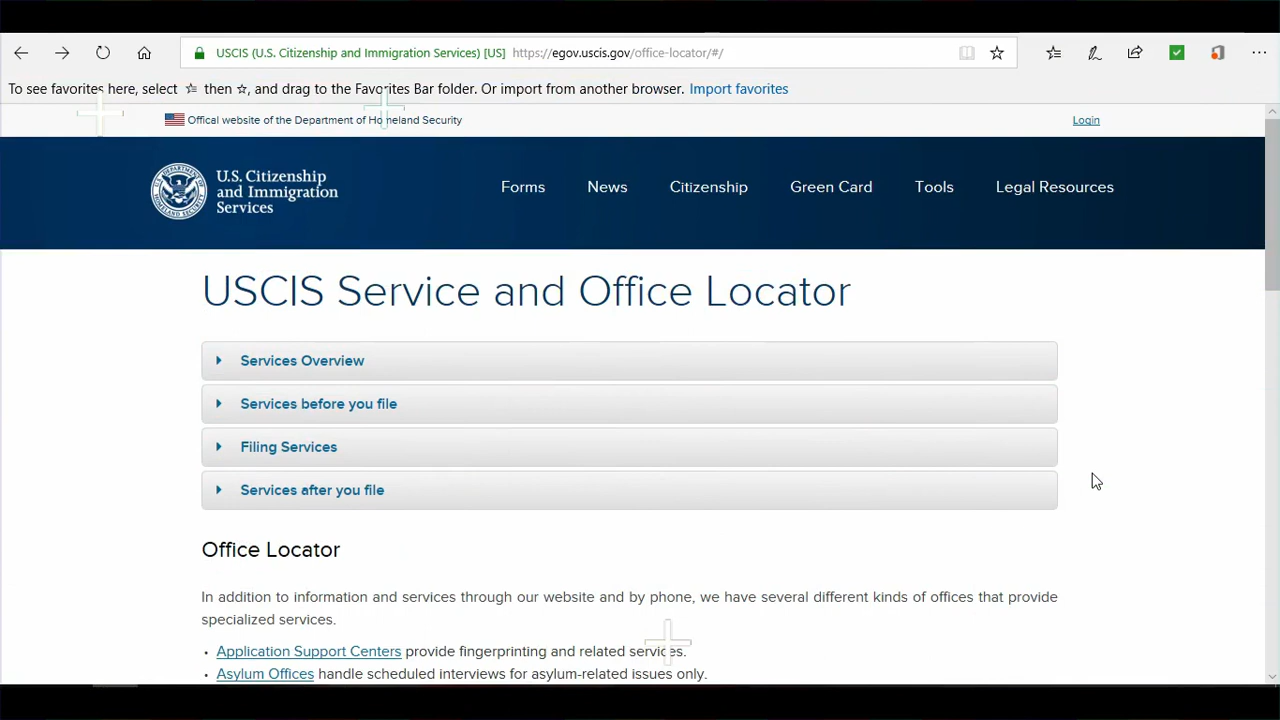 USCIS (U.S. Citizenship and Immigration Services) [US] https://egov.uscis.gov/office-locator/#/
To see favorites here, select ☆ then ☆, and drag to the Favorites Bar folder. Or import from another browser. Import favorites
Offical website of the Department of Homeland Security Login
U.S. Citizenship
and Immigration
Services
Forms News Citizenship Green Card Tools Legal Resources
USCIS Service and Office Locator
Services Overview
Services before you file
Filing Services
Services after you file
Office Locator
In addition to information and services through our website and by phone, we have several different kinds of offices that provide
specialized services.
• Application Support Centers provide fingerprinting and related services.
• Asylum Offices handle scheduled interviews for asylum-related issues only.